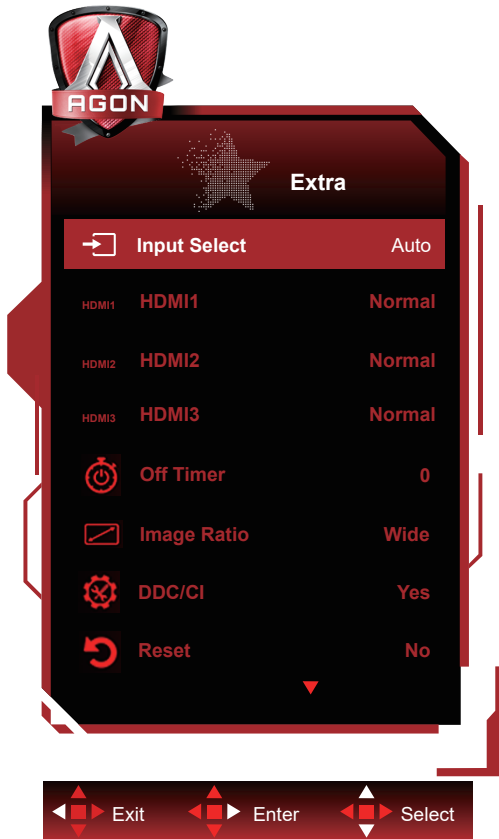 AGON
Extra
Input Select Auto
HDMI1 HDMI1 Normal
HDMI2 HDMI2 Normal
HDMI3 HDMI3 Normal
Off Timer 0
Image Ratio Wide
DDC/CI Yes
Reset No
Exit Enter Select